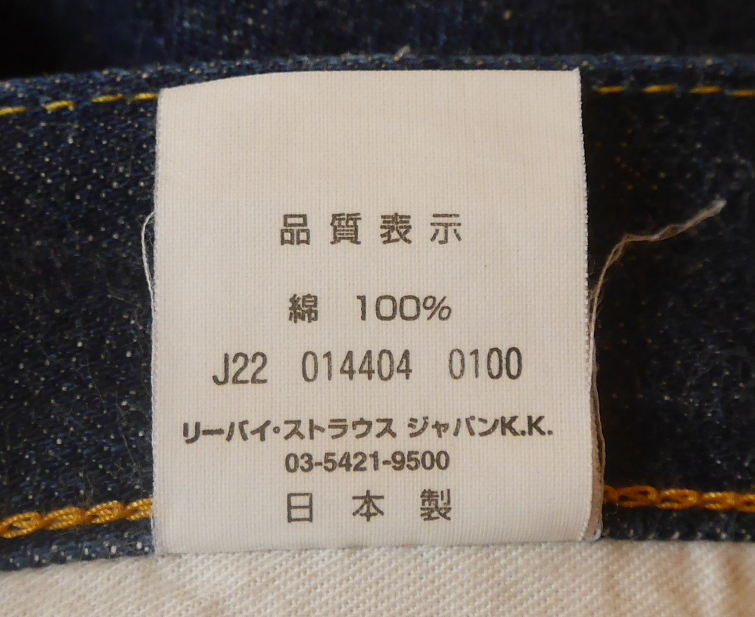 品質表示
綿 100%
J22 014404 0100
リーバイ・ストラウス ジャパンK.K.
03-5421-9500
日本製